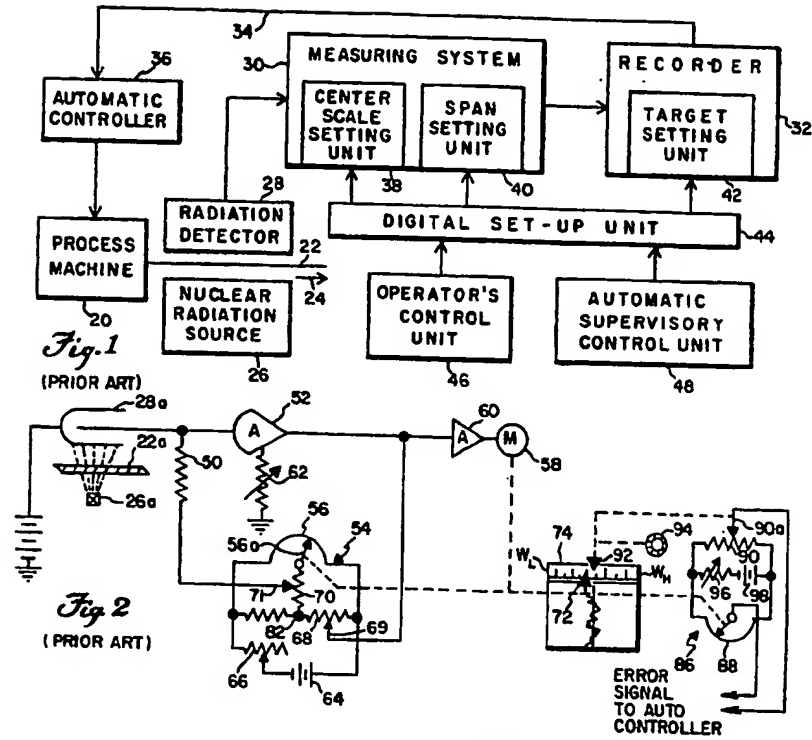 34
36
AUTOMATIC
CONTROLLER
30
MEASURING SYSTEM
CENTER
SCALE
SETTING
UNIT
SPAN
SETTING
UNIT
38
40
RECORDER
TARGET
SETTING
UNIT
32
42
28
RADIATION
DETECTOR
DIGITAL SET-UP UNIT
44
PROCESS
MACHINE
20
22
24
NUCLEAR
RADIATION
SOURCE
26
OPERATOR'S
CONTROL
UNIT
46
AUTOMATIC
SUPERVISORY
CONTROL UNIT
48
Fig. 1
(PRIOR ART)
28a
22a
26a
50
52
A
62
60
A
M
58
56
56a
54
71
70
82
68
69
66
64
WL
74
92
WH
72
94
90a
90
96
98
86
88
Fig 2
(PRIOR ART)
ERROR
SIGNAL
TO AUTO
CONTROLLER